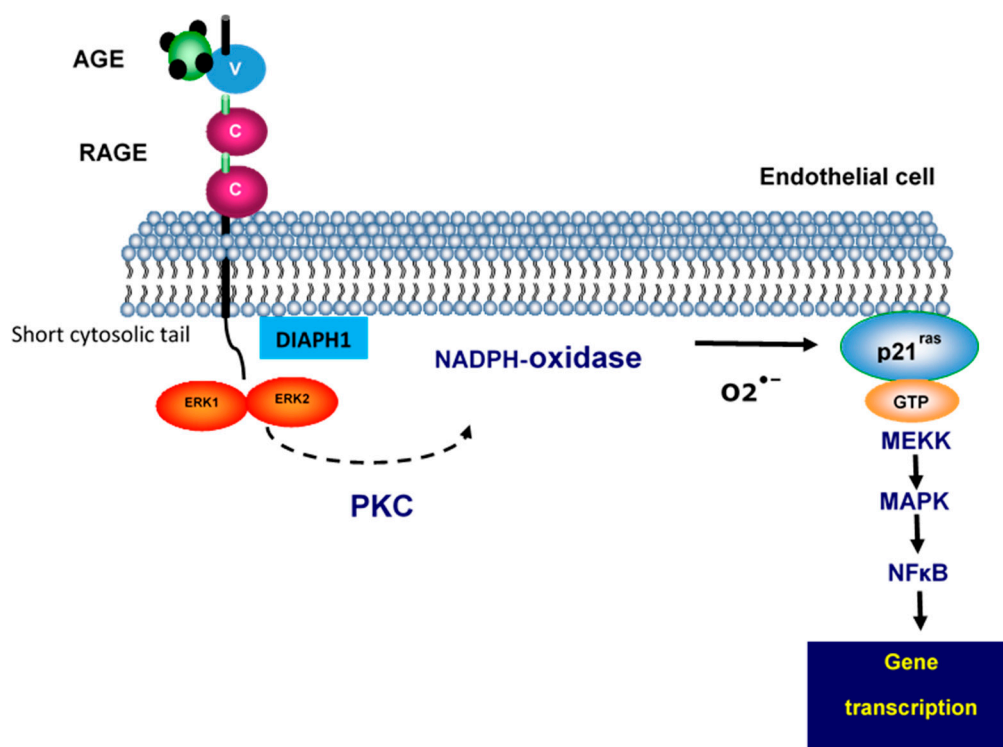 AGE
V
C
RAGE
C
Endothelial cell
Short cytosolic tail
DIAPH1
NADPH-oxidase
p21ras
O2•−
ERK1
ERK2
GTP
MEKK
PKC
MAPK
NFκB
Gene
transcription